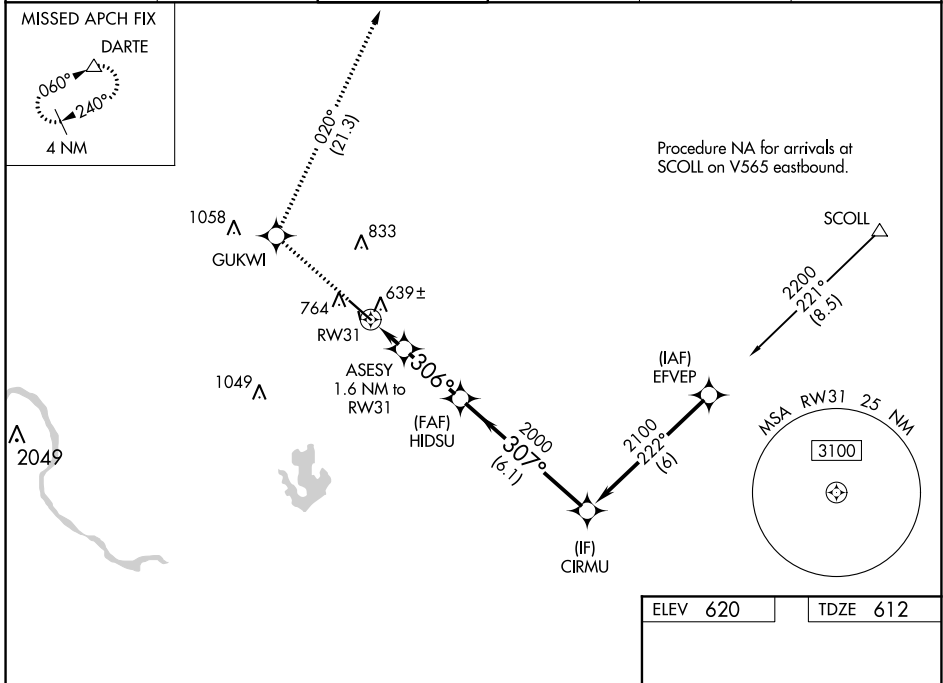 MISSED APCH FIX
DARTE
060°
240°
4 NM
020°
(21.3)
Procedure NA for arrivals at
SCOLL on V565 eastbound.
SCOLL
2200
221°
(8.5)
1058
GUKWI
833
764
639±
RW31
ASESY
1.6 NM to
RW31
306°
1049
(FAF)
HIDSU
2000
307°
(6.1)
(IAF)
EFVEP
2100
222°
(6)
(IF)
CIRMU
2049
MSA RW31 25 NM
3100
ELEV 620
TDZE 612